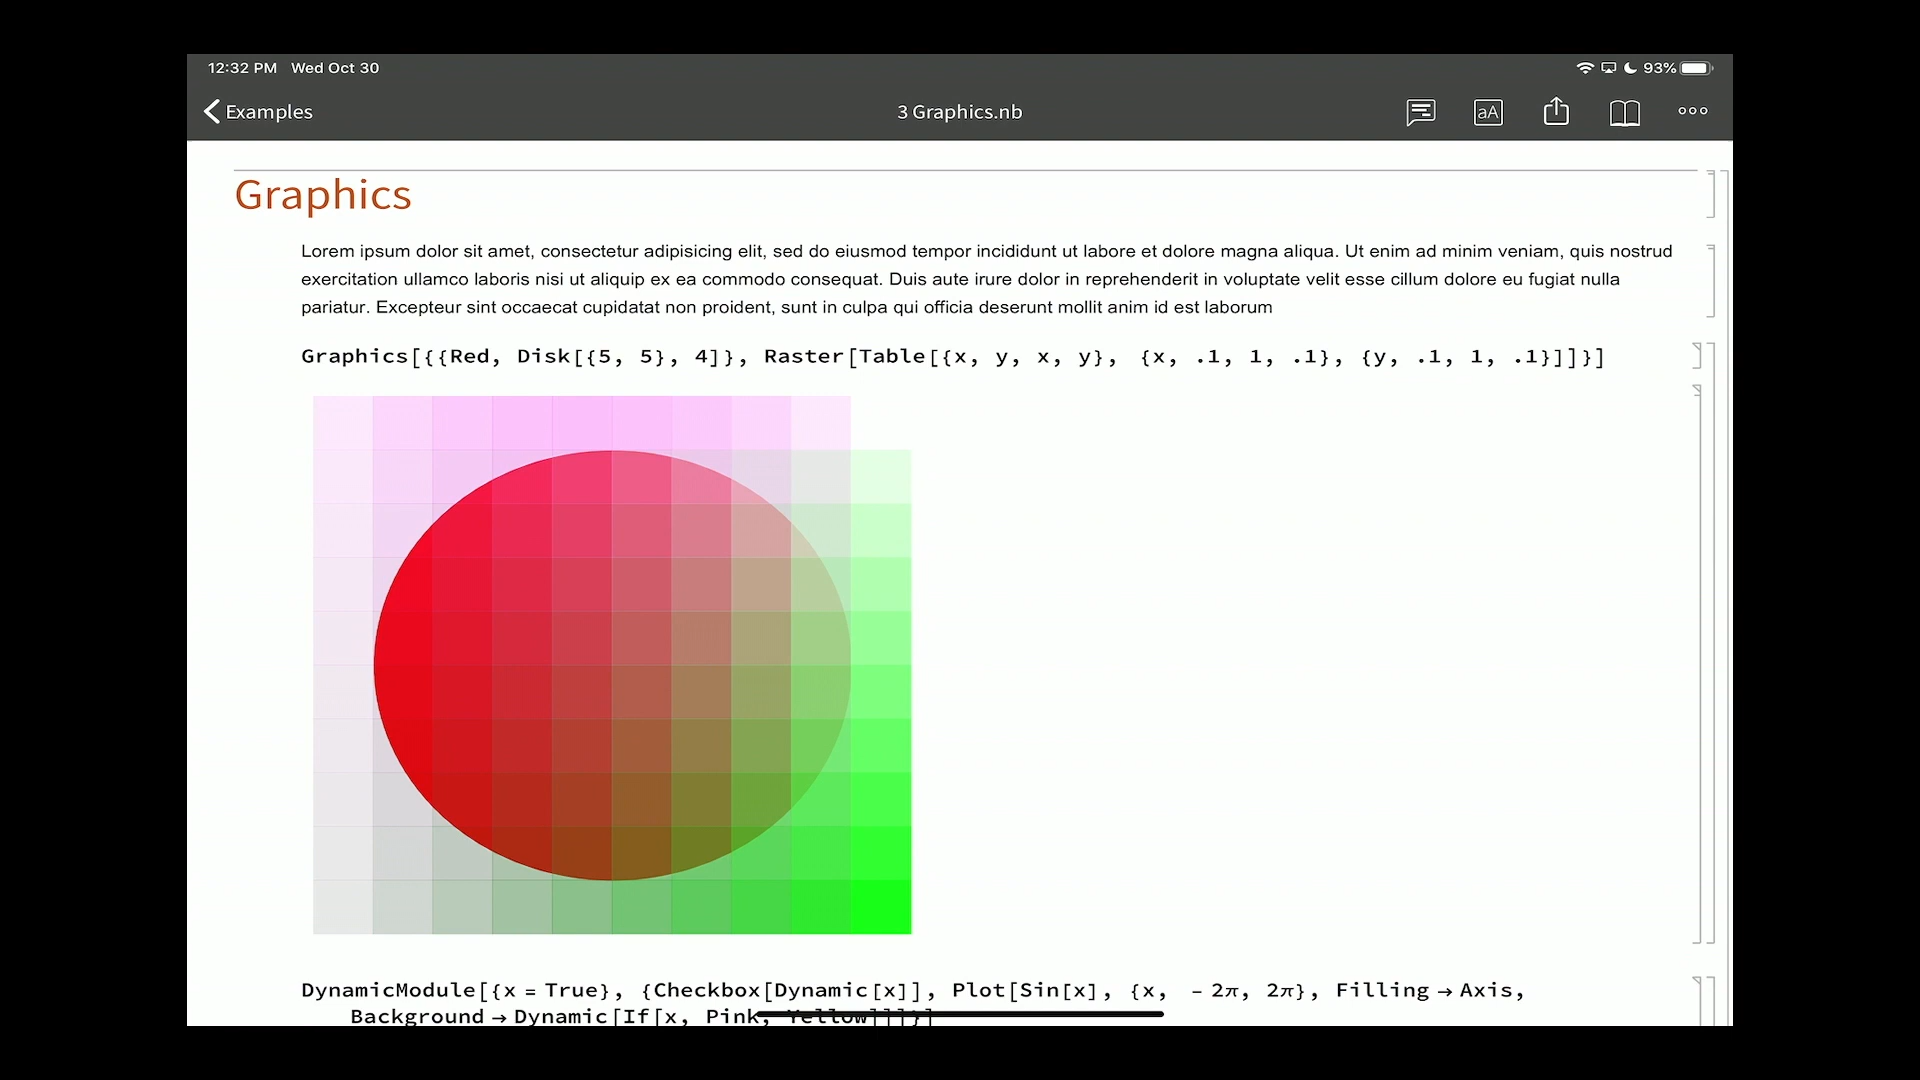 12:32 PM Wed Oct 30
93%
Examples
3 Graphics.nb
aA
Graphics
Lorem ipsum dolor sit amet, consectetur adipisicing elit, sed do eiusmod tempor incididunt ut labore et dolore magna aliqua. Ut enim ad minim veniam, quis nostrud
exercitation ullamco laboris nisi ut aliquip ex ea commodo consequat. Duis aute irure dolor in reprehenderit in voluptate velit esse cillum dolore eu fugiat nulla
pariatur. Excepteur sint occaecat cupidatat non proident, sunt in culpa qui officia deserunt mollit anim id est laborum
Graphics[{{Red, Disk[{5, 5}, 4]}, Raster[Table[{x, y, x, y}, {x, .1, 1, .1}, {y, .1, 1, .1}]]}]
DynamicModule[{x = True}, {Checkbox[Dynamic[x]], Plot[Sin[x], {x, - 2π, 2π}, Filling → Axis,
Background → Dynamic[If[x, Pink, Yellow]]]}]